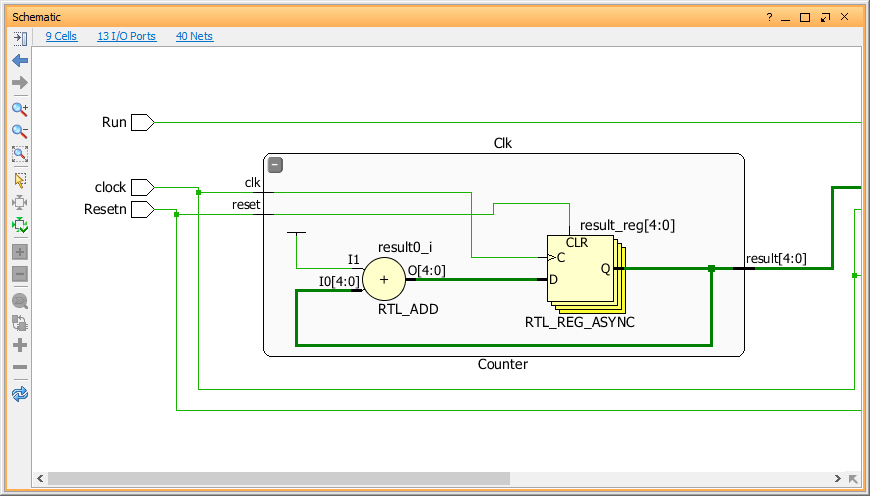 Schematic
?
9 Cells 13 I/O Ports 40 Nets
Run
Clk
clock
clk
Resetn
reset
result_reg[4:0]
CLR
result0_i
I1
I0[4:0]
+
O[4:0]
C
D
Q
result[4:0]
RTL_ADD
RTL_REG_ASYNC
Counter